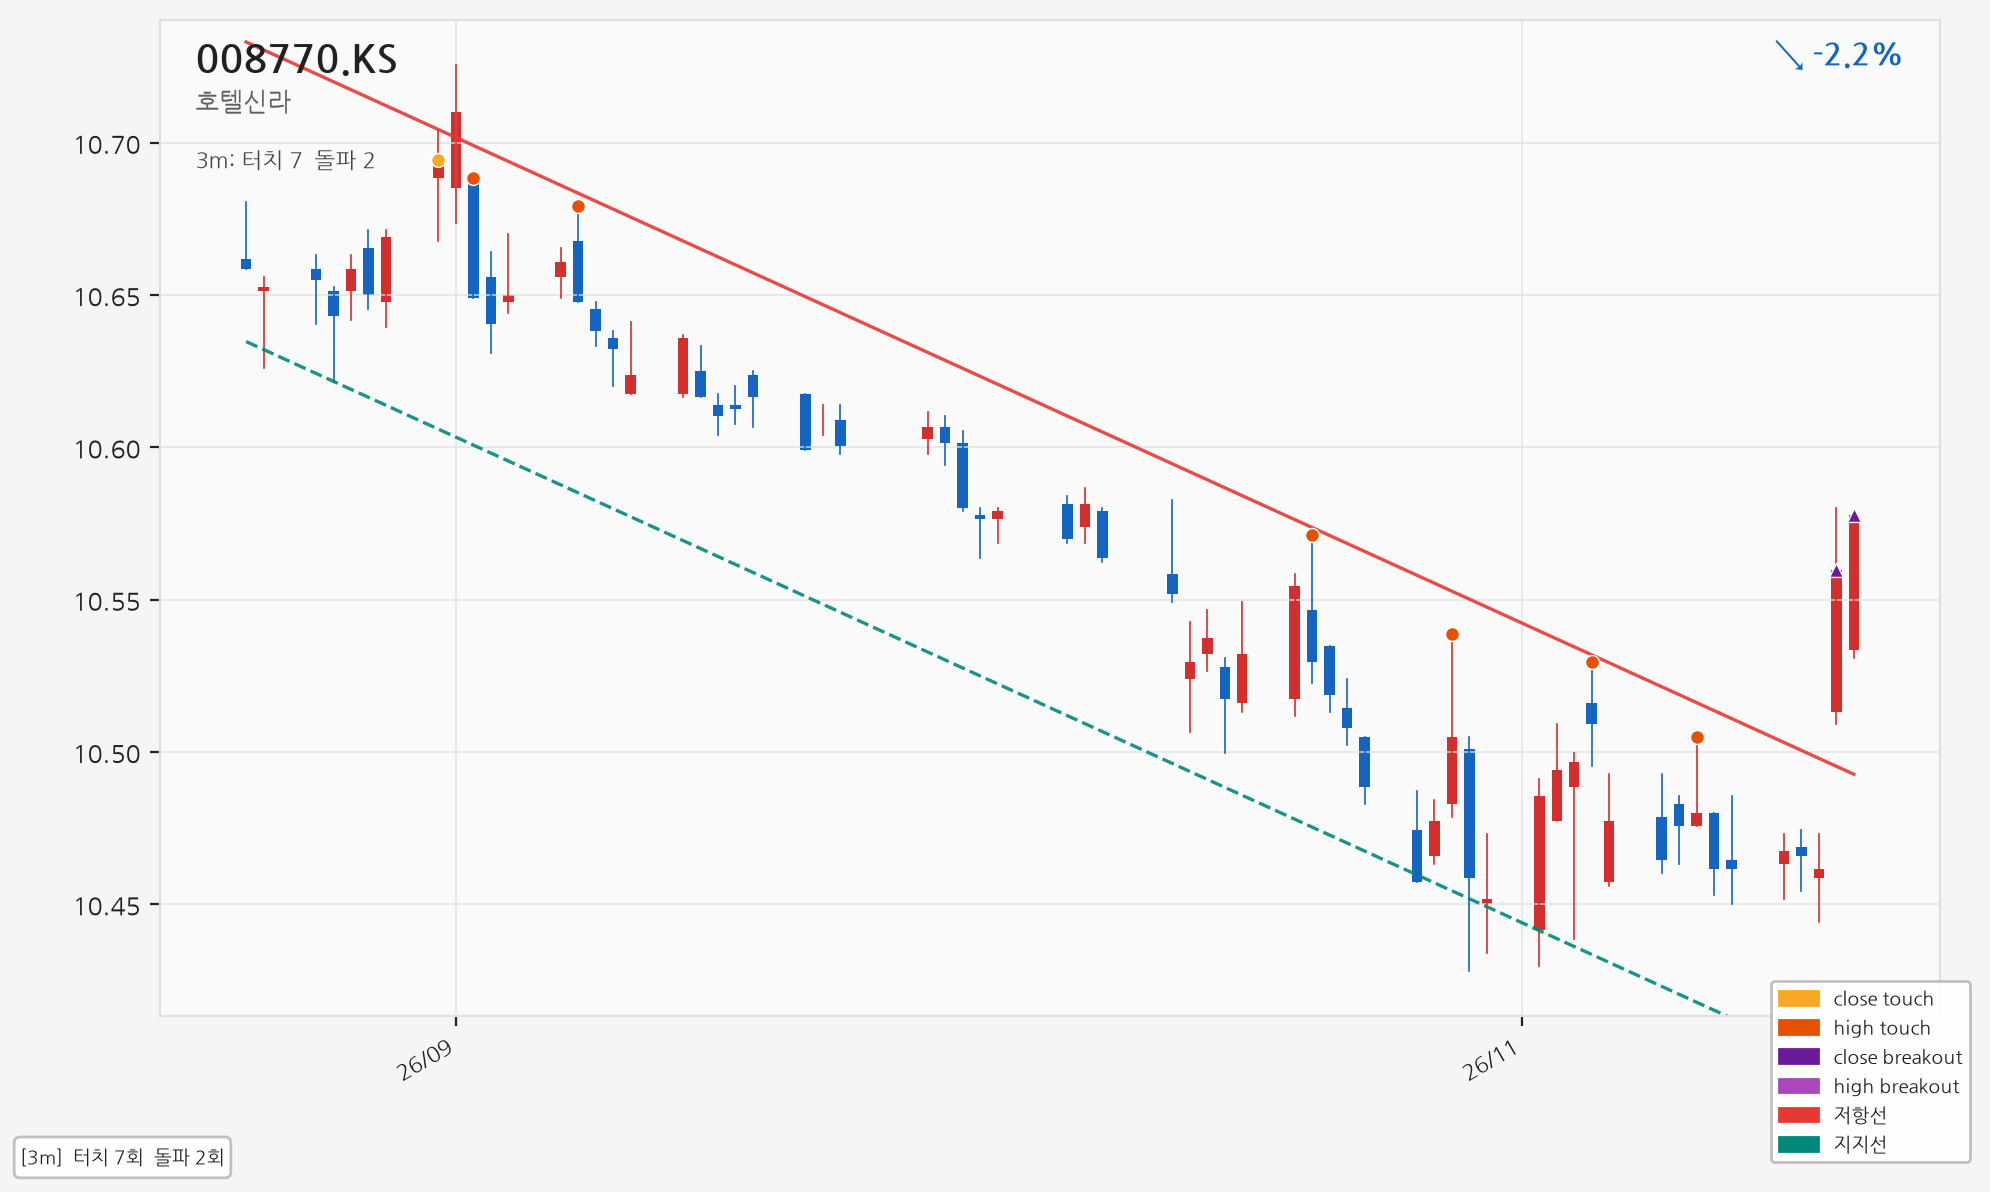 008770.KS
호텔신라
3m: 터치 7 돌파 2
-2.2%
10.70
10.65
10.60
10.55
10.50
10.45
26/09
26/11
close touch
high touch
close breakout
high breakout
저항선
지지선
[3m] 터치 7회 돌파 2회